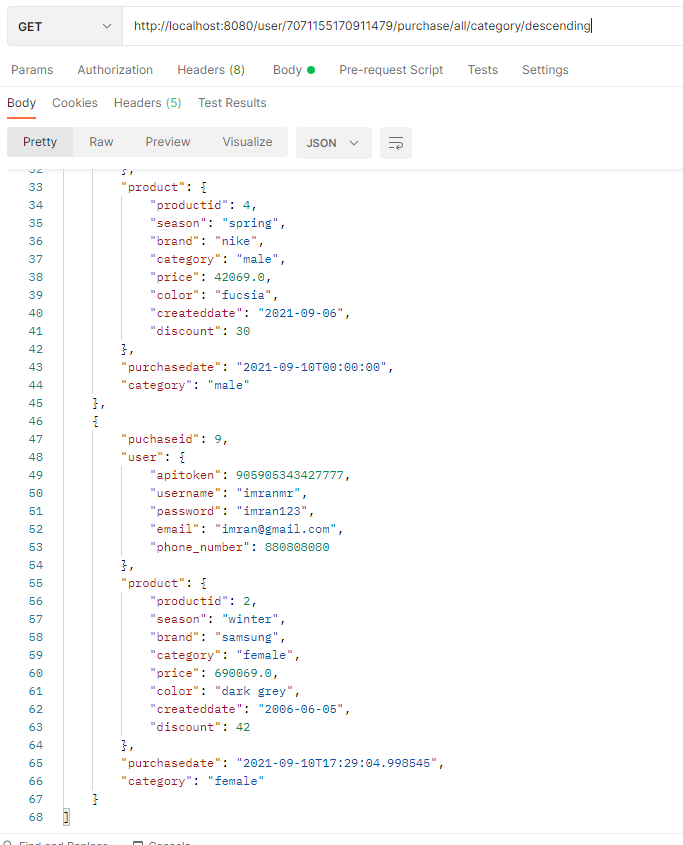 GET http://localhost:8080/user/7071155170911479/purchase/all/category/descending
Params Authorization Headers (8) Body Pre-request Script Tests Settings
Body Cookies Headers (5) Test Results
Pretty Raw Preview Visualize JSON
32 },
33 "product": {
34 "productid": 4,
35 "season": "spring",
36 "brand": "nike",
37 "category": "male",
38 "price": 42069.0,
39 "color": "fucsia",
40 "createddate": "2021-09-06",
41 "discount": 30
42 },
43 "purchasedate": "2021-09-10T00:00:00",
44 "category": "male"
45 },
46 {
47 "puchaseid": 9,
48 "user": {
49 "apitoken": 905905343427777,
50 "username": "imranmr",
51 "password": "imran123",
52 "email": "imran@gmail.com",
53 "phone_number": 880808080
54 },
55 "product": {
56 "productid": 2,
57 "season": "winter",
58 "brand": "samsung",
59 "category": "female",
60 "price": 690069.0,
61 "color": "dark grey",
62 "createddate": "2006-06-05",
63 "discount": 42
64 },
65 "purchasedate": "2021-09-10T17:29:04.998545",
66 "category": "female"
67 }
68 ]
Find and Replace Console